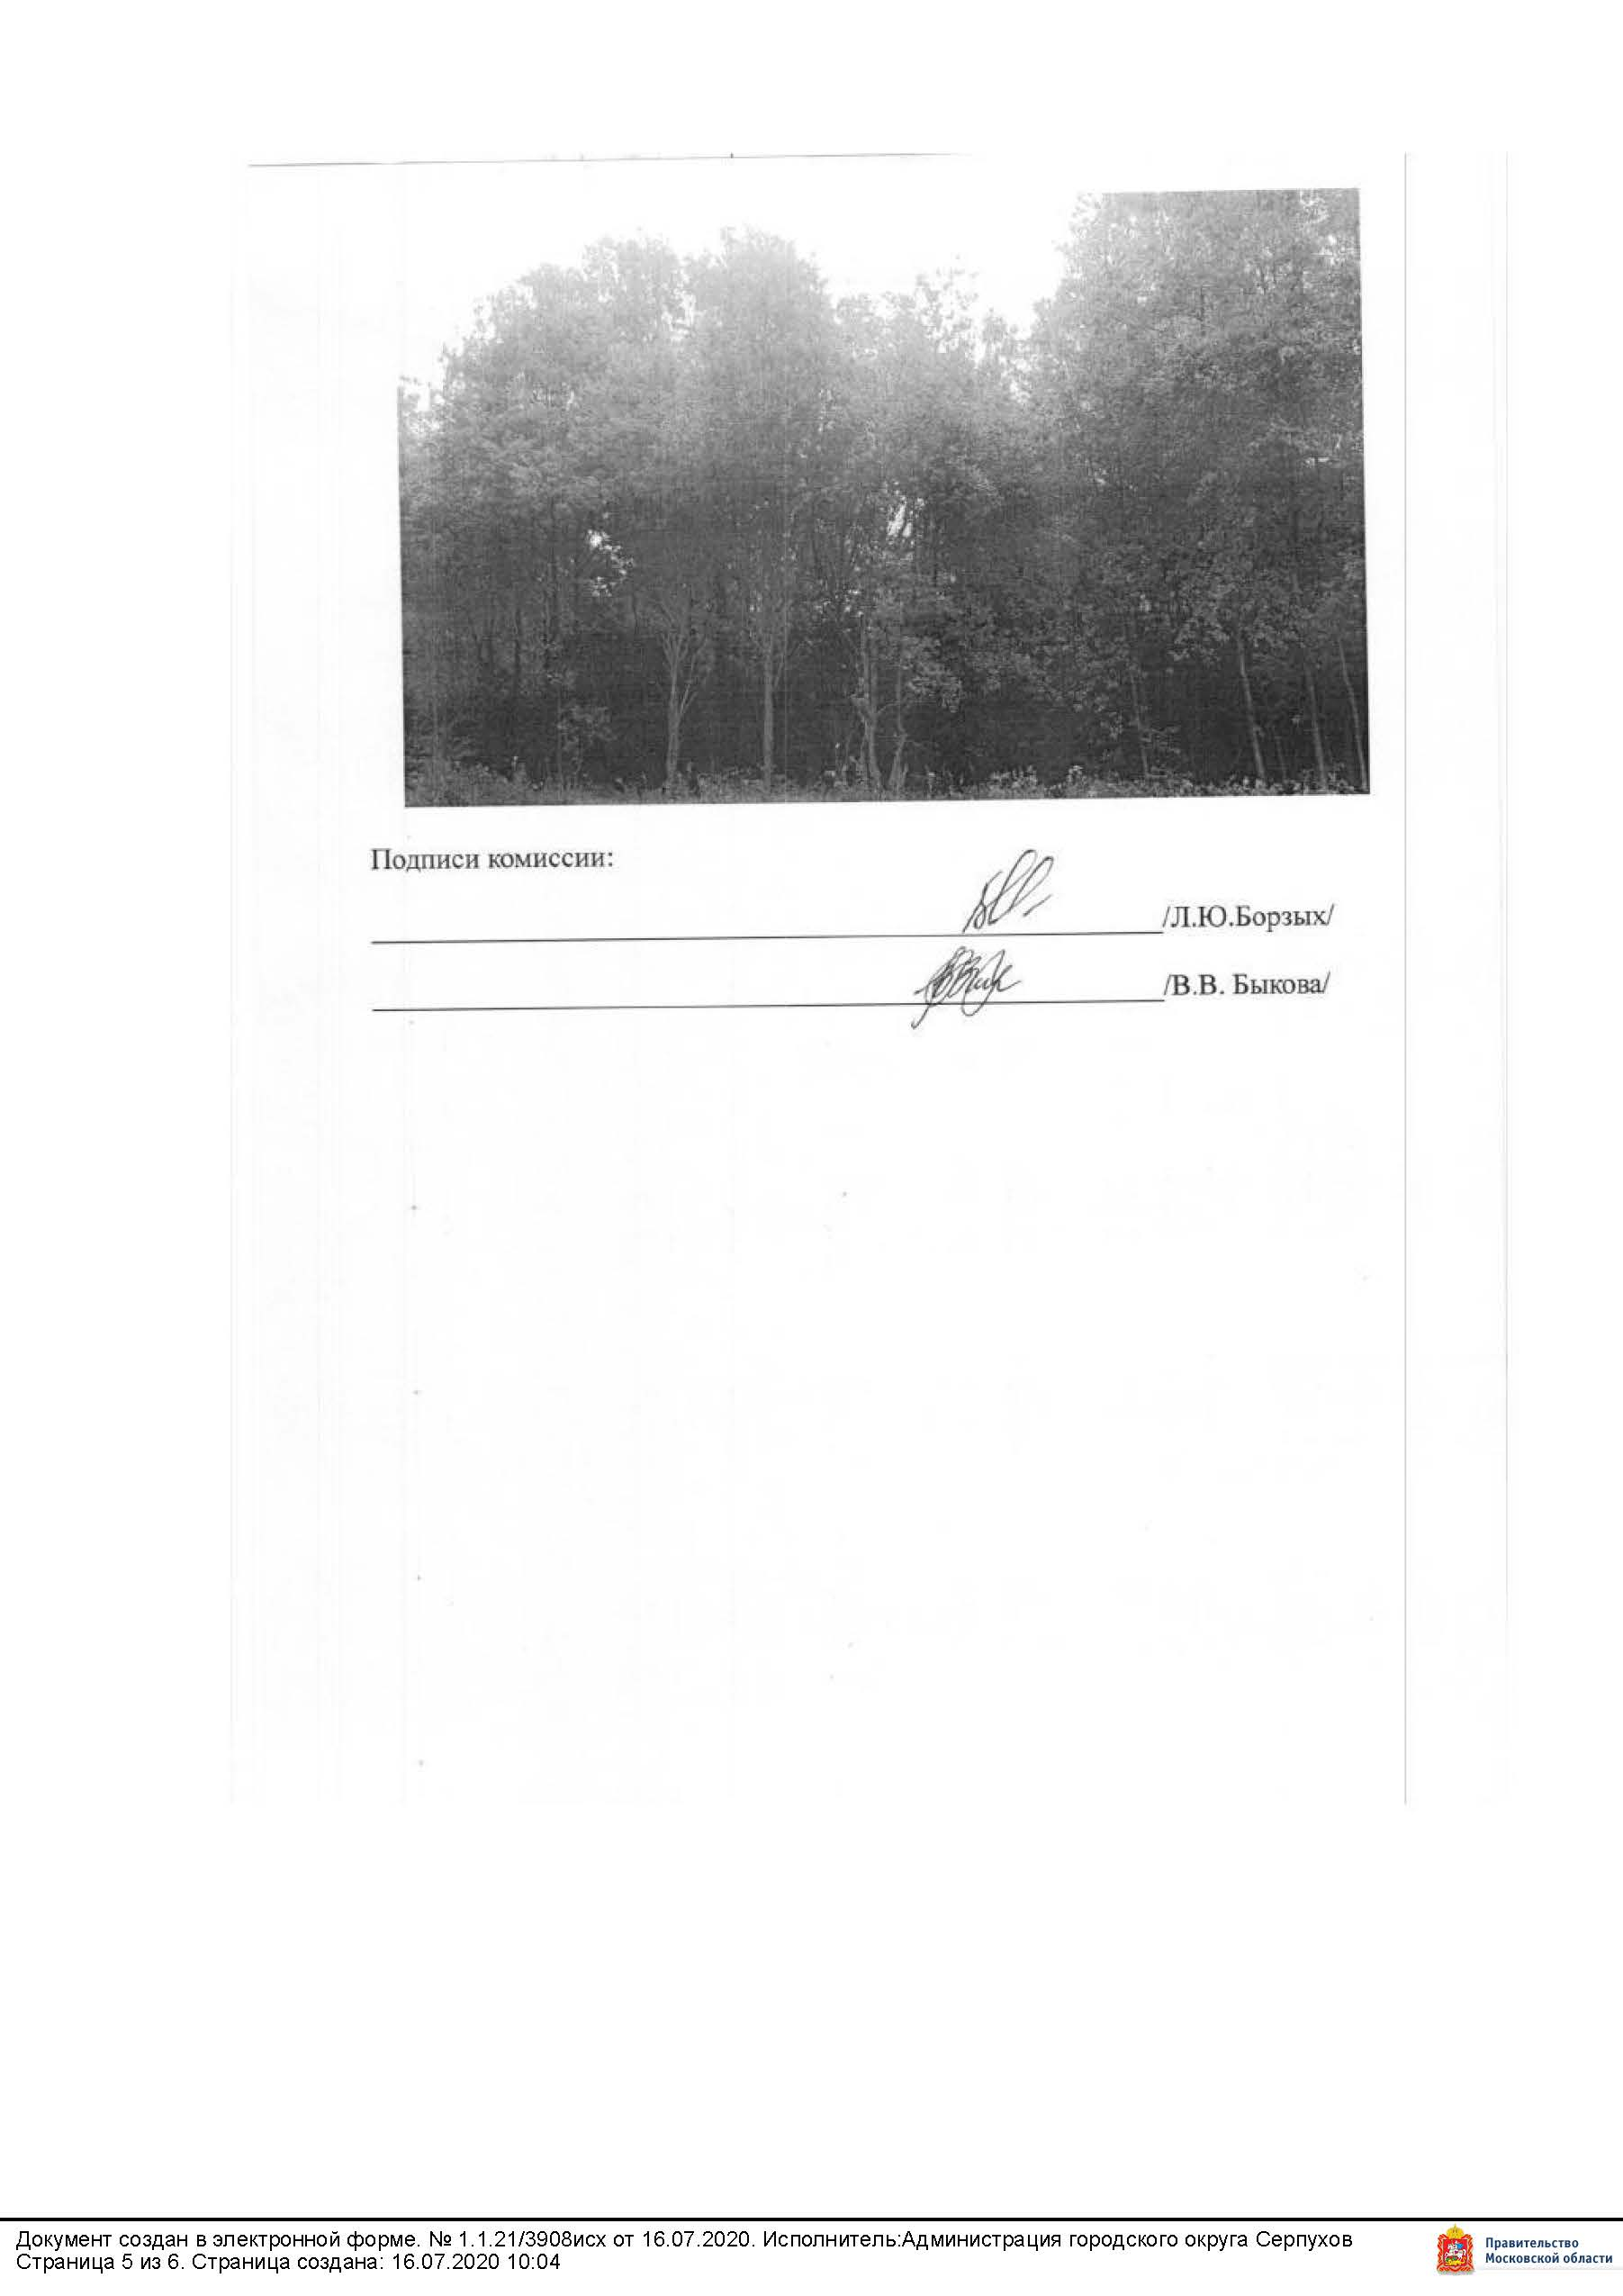 Подписи комиссии:
/Л.Ю.Борзых/
/В.В. Быкова/
Документ создан в электронной форме. № 1.1.21/3908исх от 16.07.2020. Исполнитель:Администрация городского округа Серпухов
Страница 5 из 6. Страница создана: 16.07.2020 10:04
Правительство
Московской области